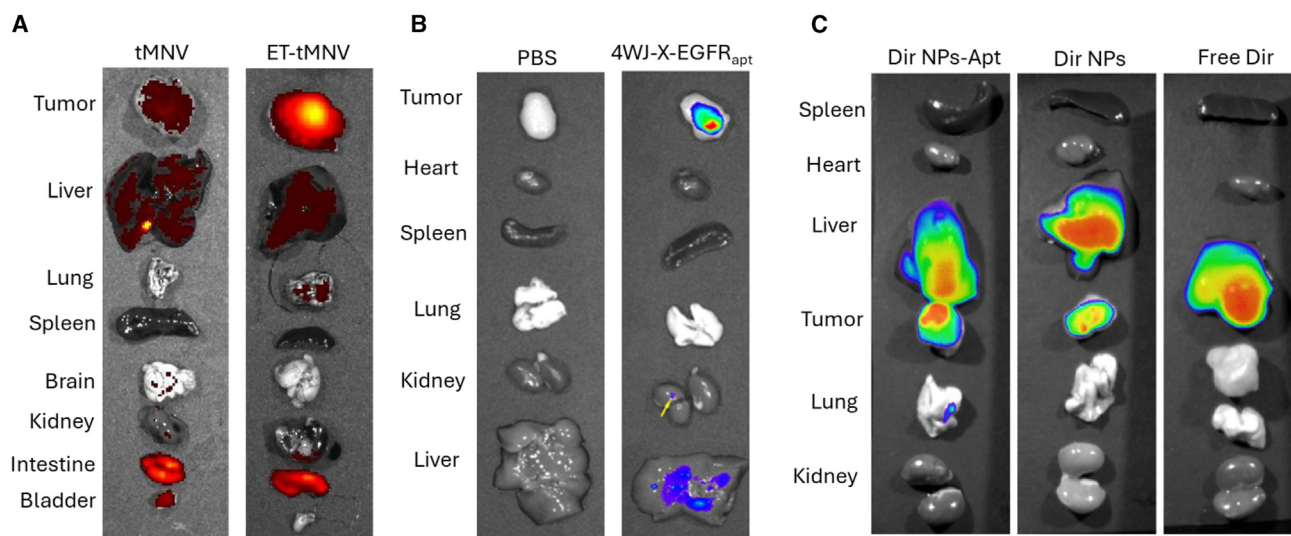 A
tMNV
ET-tMNV
Tumor
Liver
Lung
Spleen
Brain
Kidney
Intestine
Bladder
B
PBS
4WJ-X-EGFRapt
Tumor
Heart
Spleen
Lung
Kidney
Liver
C
Dir NPs-Apt
Dir NPs
Free Dir
Spleen
Heart
Liver
Tumor
Lung
Kidney